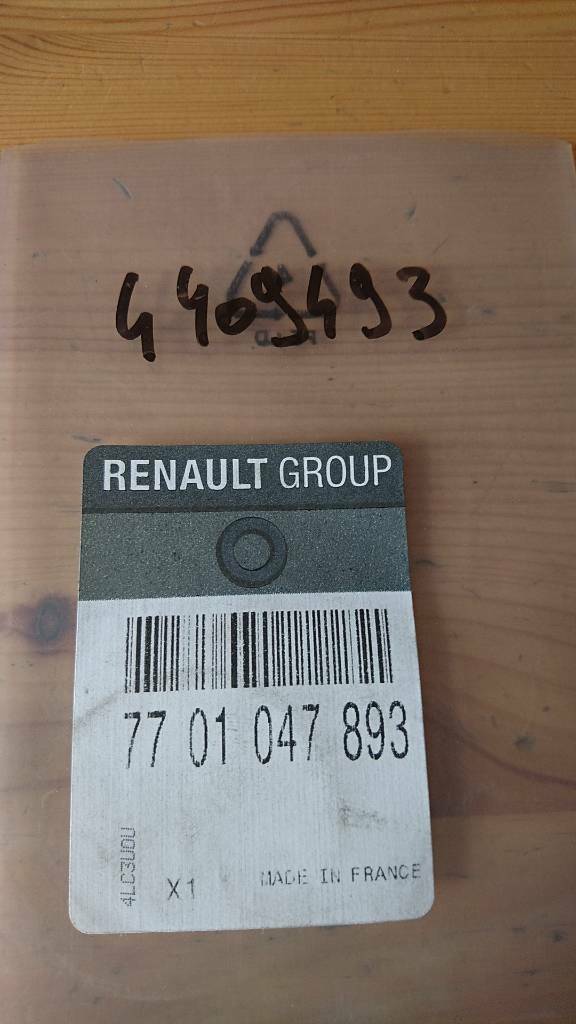 4409493
RENAULT GROUP
77 01 047 893
4LC3U0U
X1
MADE IN FRANCE